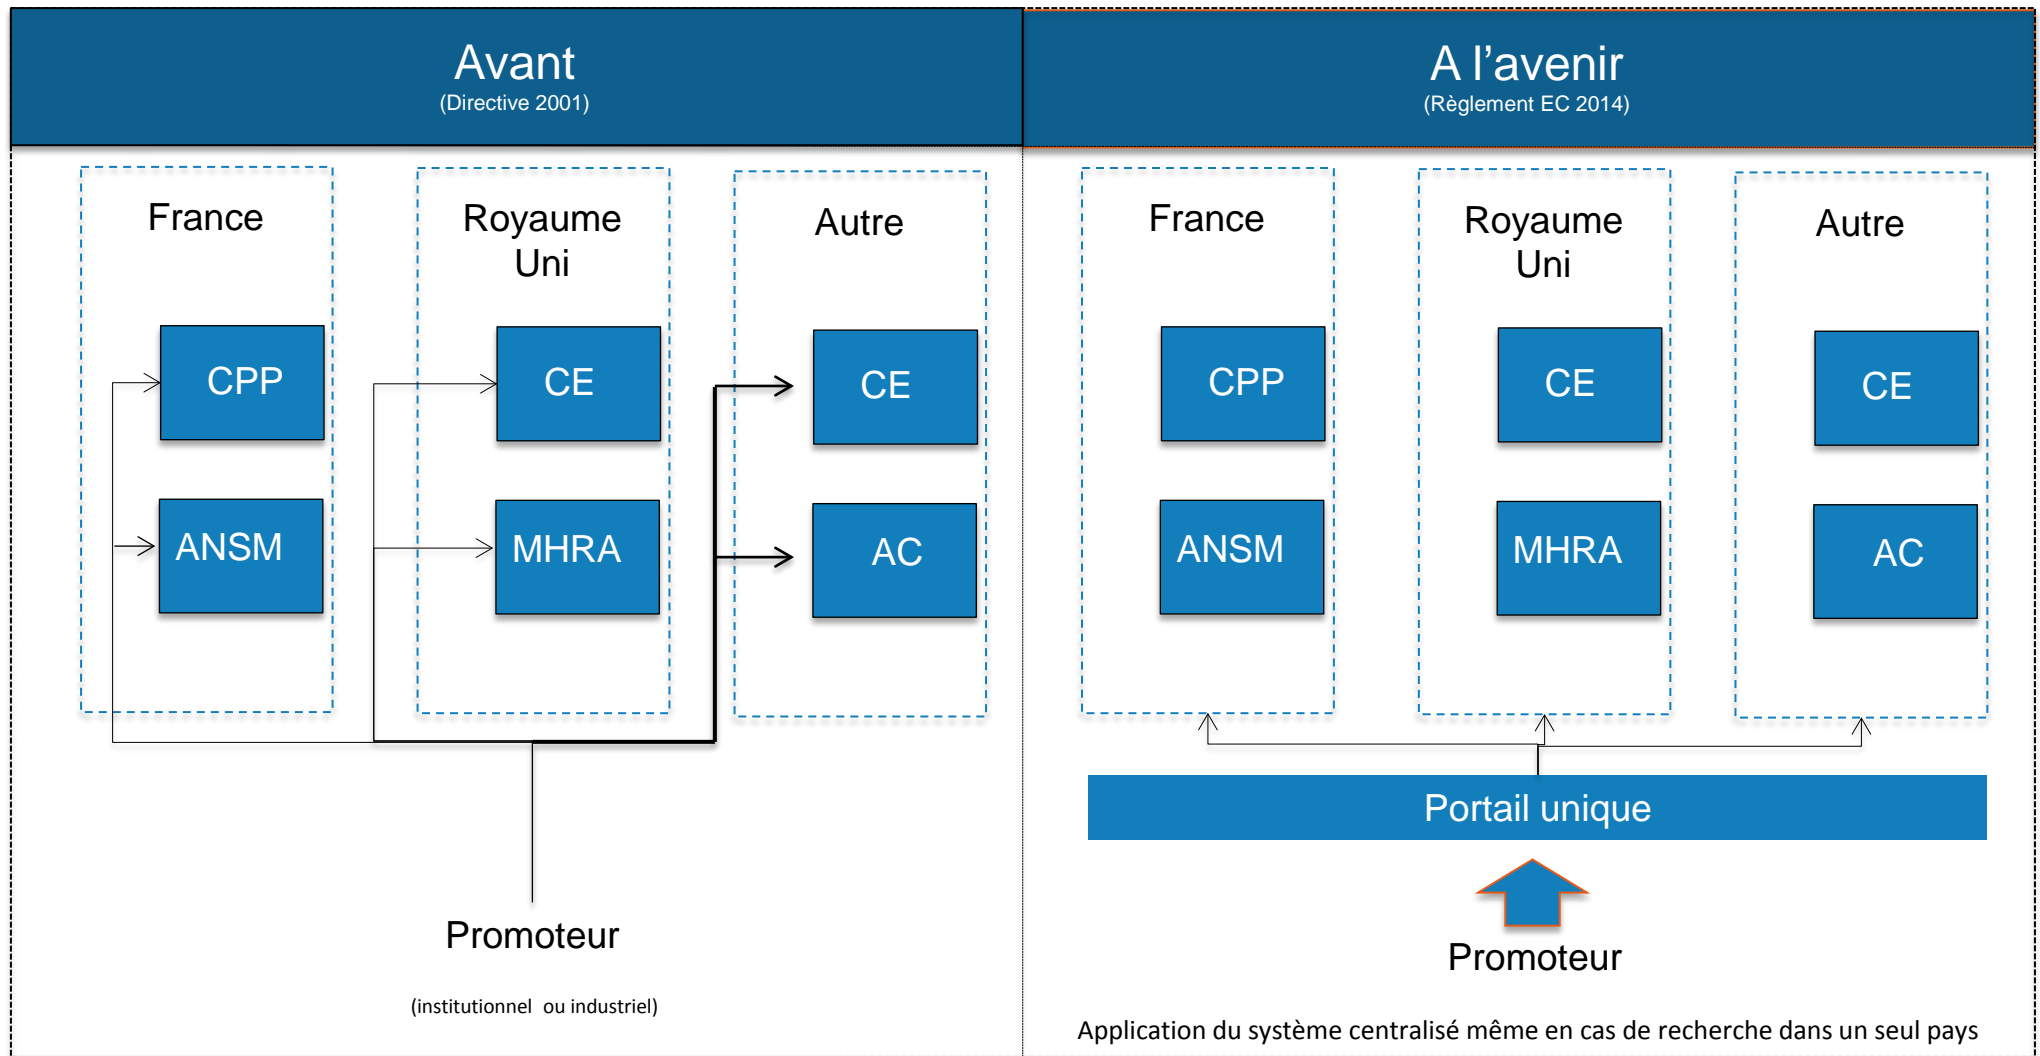 Avant
(Directive 2001)
A l'avenir
(Règlement EC 2014)
France
Royaume
Uni
Autre
CPP
CE
CE
ANSM
MHRA
AC
Promoteur
(institutionnel ou industriel)
France
Royaume
Uni
Autre
CPP
CE
CE
ANSM
MHRA
AC
Portail unique
Promoteur
Application du système centralisé même en cas de recherche dans un seul pays